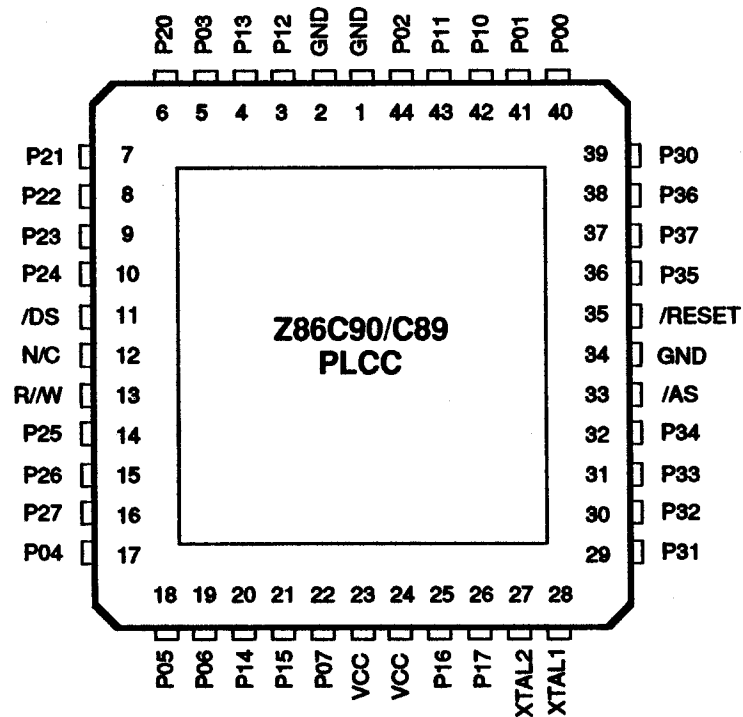 P20 P03 P13 P12 GND GND P02 P11 P10 P01 P00
6 5 4 3 2 1 44 43 42 41 40
P21 7 39 P30
P22 8 38 P36
P23 9 37 P37
P24 10 36 P35
/DS 11 35 /RESET
Z86C90/C89
N/C 12 34 GND
PLCC
R//W 13 33 /AS
P25 14 32 P34
P26 15 31 P33
P27 16 30 P32
P04 17 29 P31
18 19 20 21 22 23 24 25 26 27 28
P05 P06 P14 P15 P07 VCC VCC P16 P17 XTAL2 XTAL1